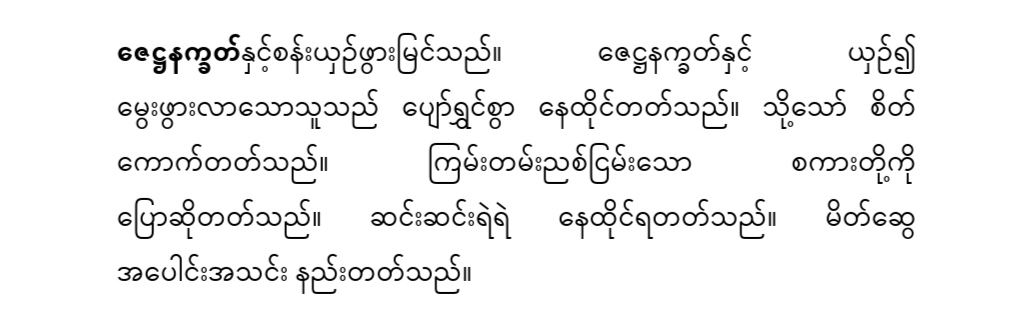 ဇေဋ္ဌနက္ခတ်နှင့်စန်းယှဉ်ဖွားမြင်သည်။ ဇေဋ္ဌနက္ခတ်နှင့် ယှဉ်၍
မွေးဖွားလာသောသူသည် ပျော်ရွှင်စွာ နေထိုင်တတ်သည်။ သို့သော် စိတ်
ကောက်တတ်သည်။ ကြမ်းတမ်းညစ်ငြမ်းသော စကားတို့ကို
ပြောဆိုတတ်သည်။ ဆင်းဆင်းရဲရဲ နေထိုင်ရတတ်သည်။ မိတ်ဆွေ
အပေါင်းအသင်း နည်းတတ်သည်။